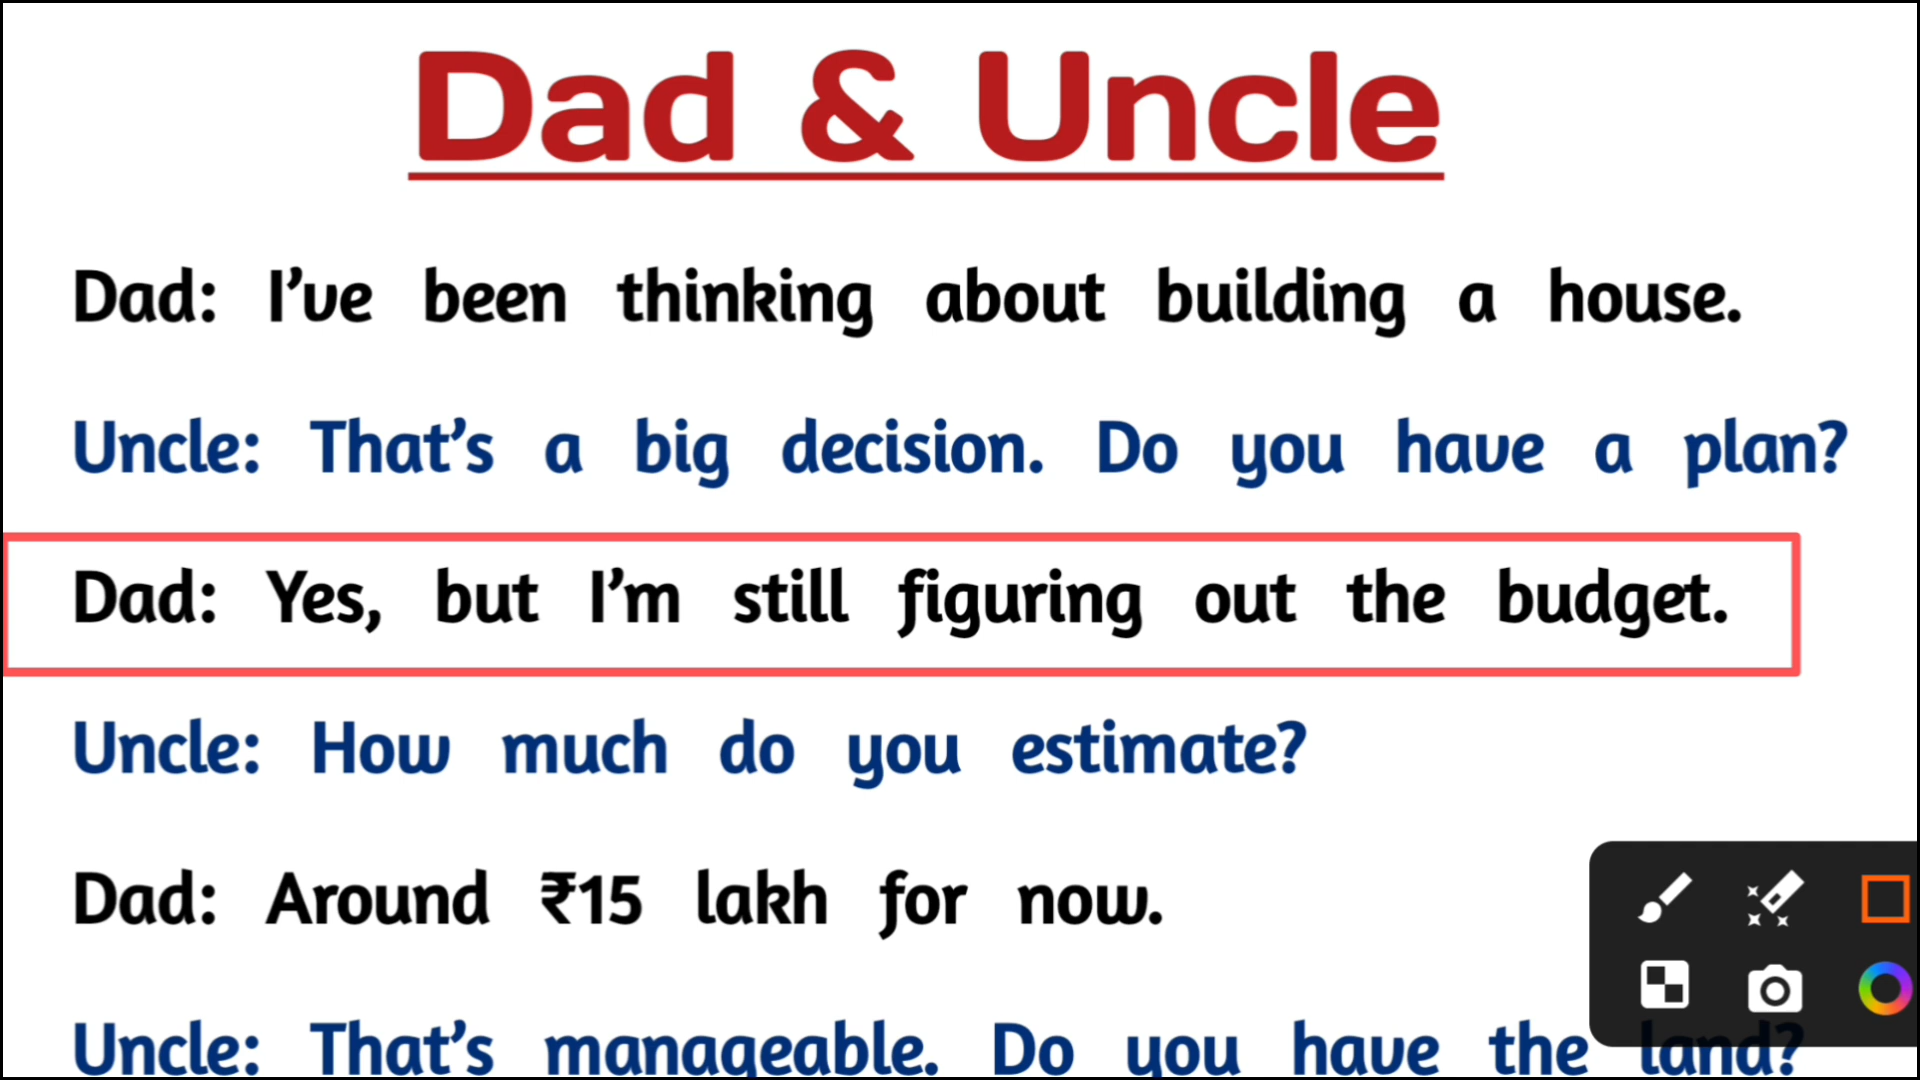 Dad & Uncle
Dad: I’ve been thinking about building a house.
Uncle: That’s a big decision. Do you have a plan?
Dad: Yes, but I’m still figuring out the budget.
Uncle: How much do you estimate?
Dad: Around ₹15 lakh for now.
Uncle: That’s manageable. Do you have the land?